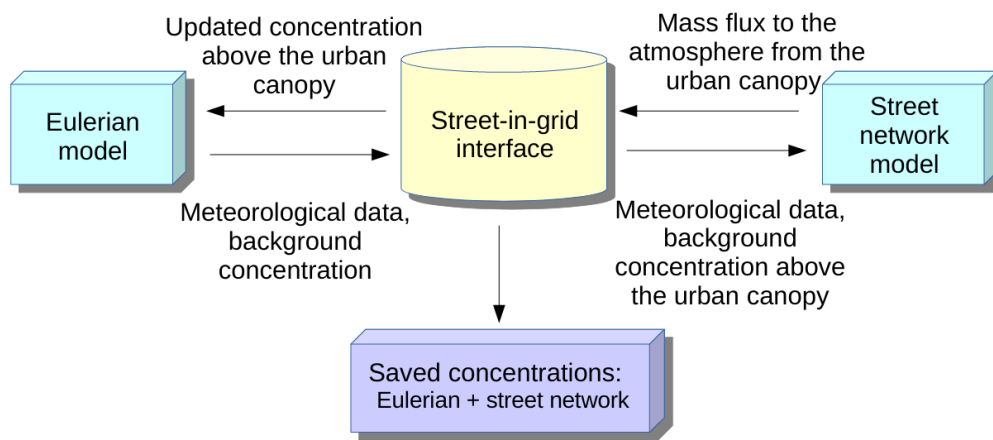 Updated concentration
above the urban
canopy
Mass flux to the
atmosphere from the
urban canopy
Eulerian
model
Street-in-grid
interface
Street
network
model
Meteorological data,
background
concentration
Meteorological data,
background
concentration above
the urban canopy
Saved concentrations:
Eulerian + street network